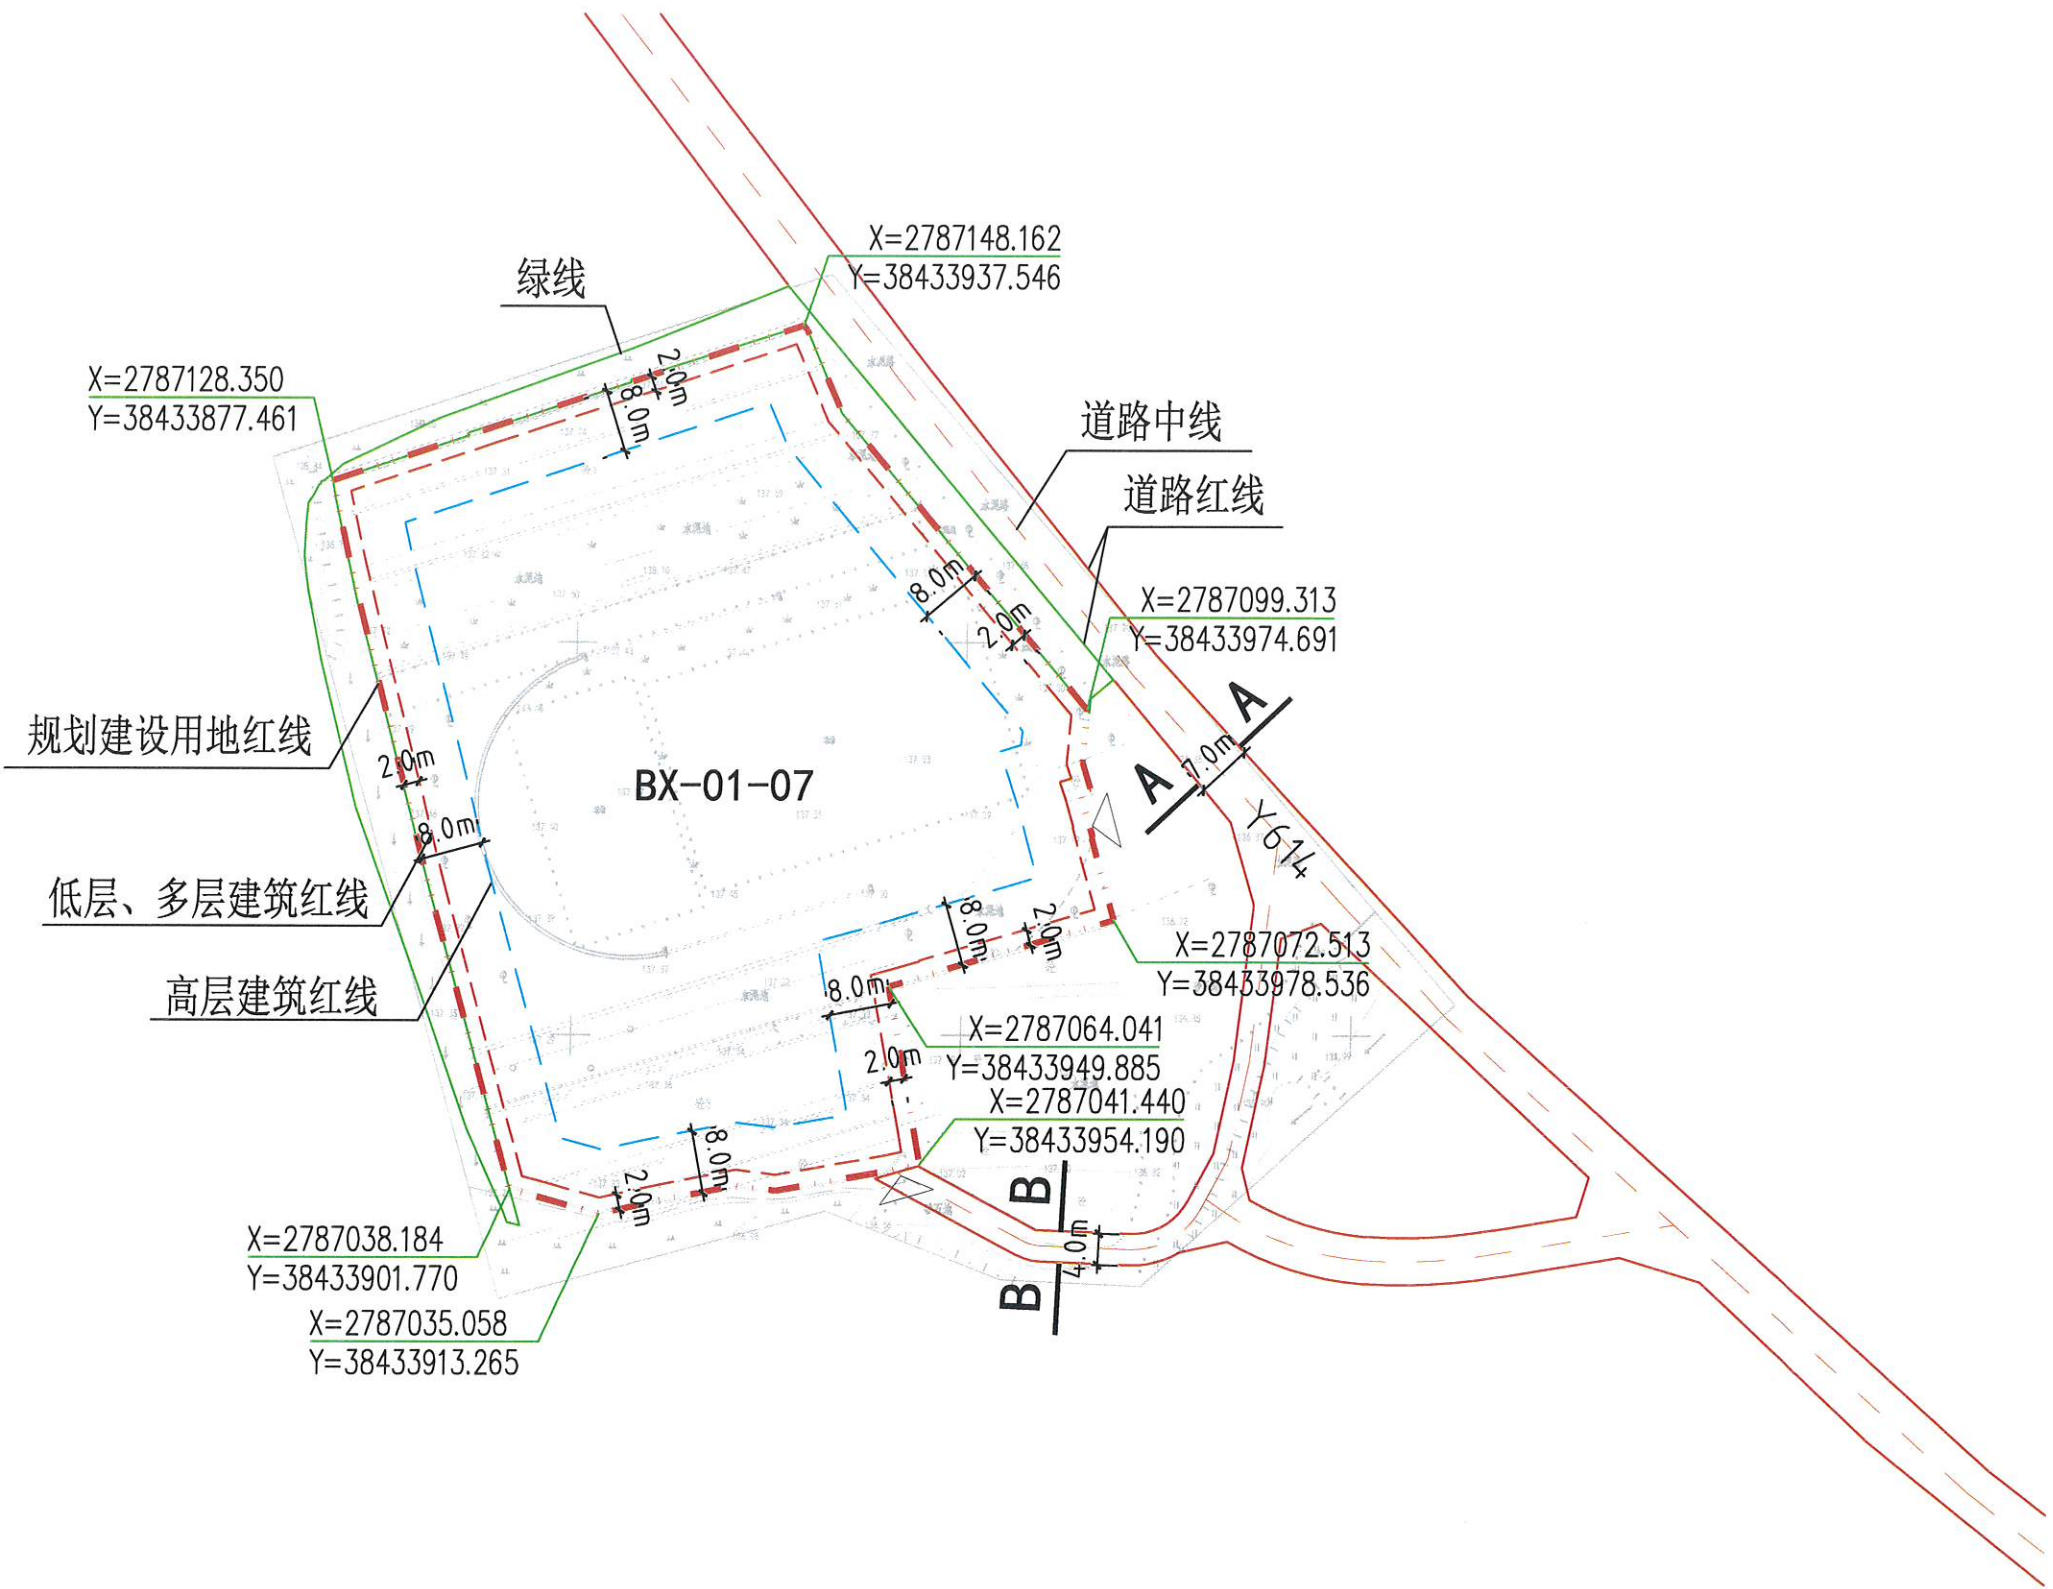 X=2787148.162
Y=38433937.546
绿线
2.0m
8.0m
X=2787128.350
Y=38433877.461
道路中线
道路红线
8.0m
2.0m
X=2787099.313
Y=38433974.691
规划建设用地红线
2.0m
BX-01-07
A
A
7.0m
Y614
8.0m
低层、多层建筑红线
高层建筑红线
8.0m
2.0m
X=2787072.513
Y=38433978.536
8.0m
X=2787064.041
Y=38433949.885
2.0m
X=2787041.440
Y=38433954.190
8.0m
2.0m
B
B
4.0m
X=2787038.184
Y=38433901.770
X=2787035.058
Y=38433913.265